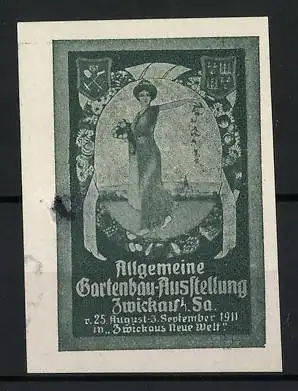 Allgemeine
Gartenbau-Ausstellung
Zwickau i. Sa.
v. 25. August-3. September 1911
in „Zwickaus Neue Welt"